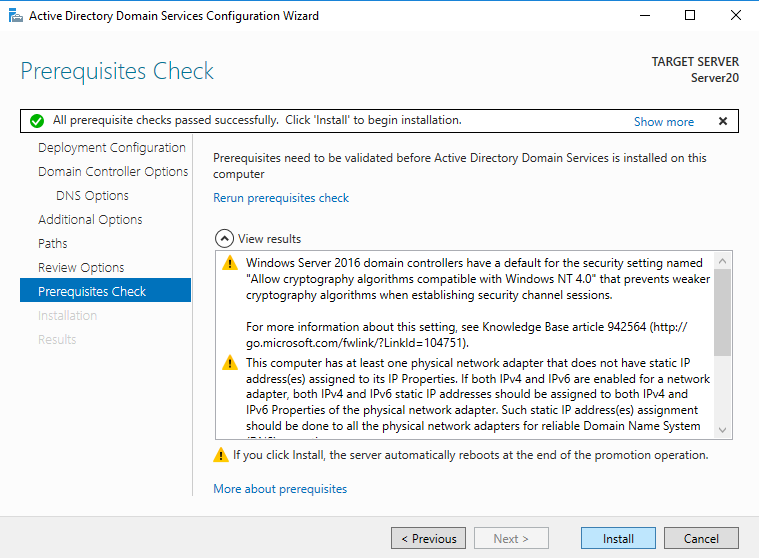 Active Directory Domain Services Configuration Wizard
Prerequisites Check
TARGET SERVER
Server20
All prerequisite checks passed successfully. Click 'Install' to begin installation.
Show more
Deployment Configuration
Domain Controller Options
DNS Options
Additional Options
Paths
Review Options
Prerequisites Check
Installation
Results
Prerequisites need to be validated before Active Directory Domain Services is installed on this
computer
Rerun prerequisites check
View results
Windows Server 2016 domain controllers have a default for the security setting named
"Allow cryptography algorithms compatible with Windows NT 4.0" that prevents weaker
cryptography algorithms when establishing security channel sessions.
For more information about this setting, see Knowledge Base article 942564 (http://
go.microsoft.com/fwlink/?LinkId=104751).
This computer has at least one physical network adapter that does not have static IP
address(es) assigned to its IP Properties. If both IPv4 and IPv6 are enabled for a network
adapter, both IPv4 and IPv6 static IP addresses should be assigned to both IPv4 and
IPv6 Properties of the physical network adapter. Such static IP address(es) assignment
should be done to all the physical network adapters for reliable Domain Name System
If you click Install, the server automatically reboots at the end of the promotion operation.
More about prerequisites
< Previous
Next >
Install
Cancel